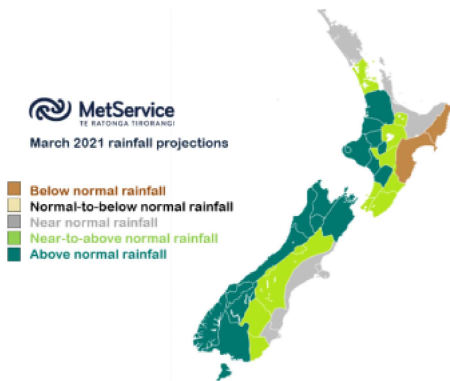 MetService
TE RATONGA TIRORANGI
March 2021 rainfall projections
Below normal rainfall
Normal-to-below normal rainfall
Near normal rainfall
Near-to-above normal rainfall
Above normal rainfall